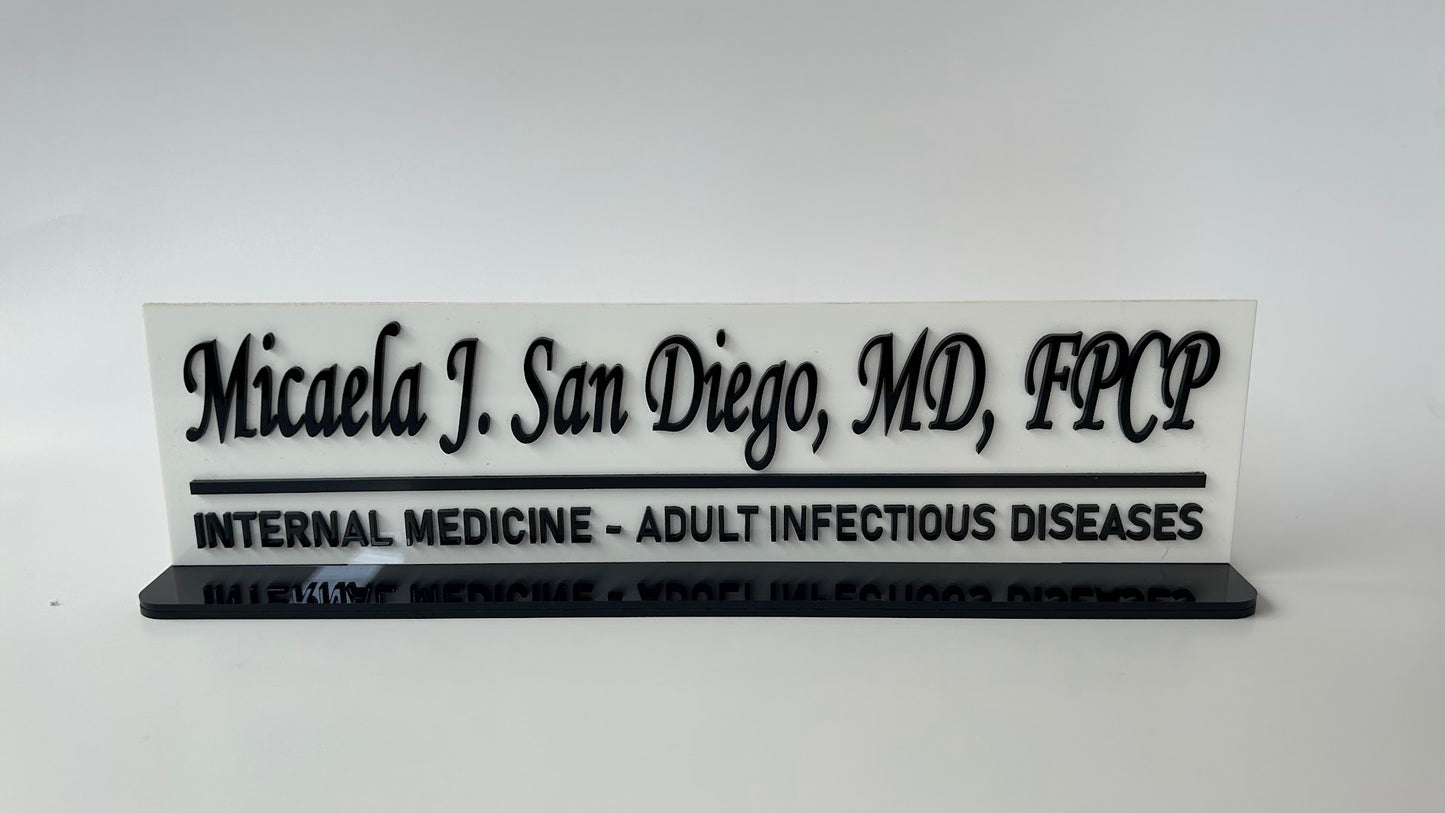 Micaela J. San Diego, MD, FPCP
INTERNAL MEDICINE - ADULT INFECTIOUS DISEASES